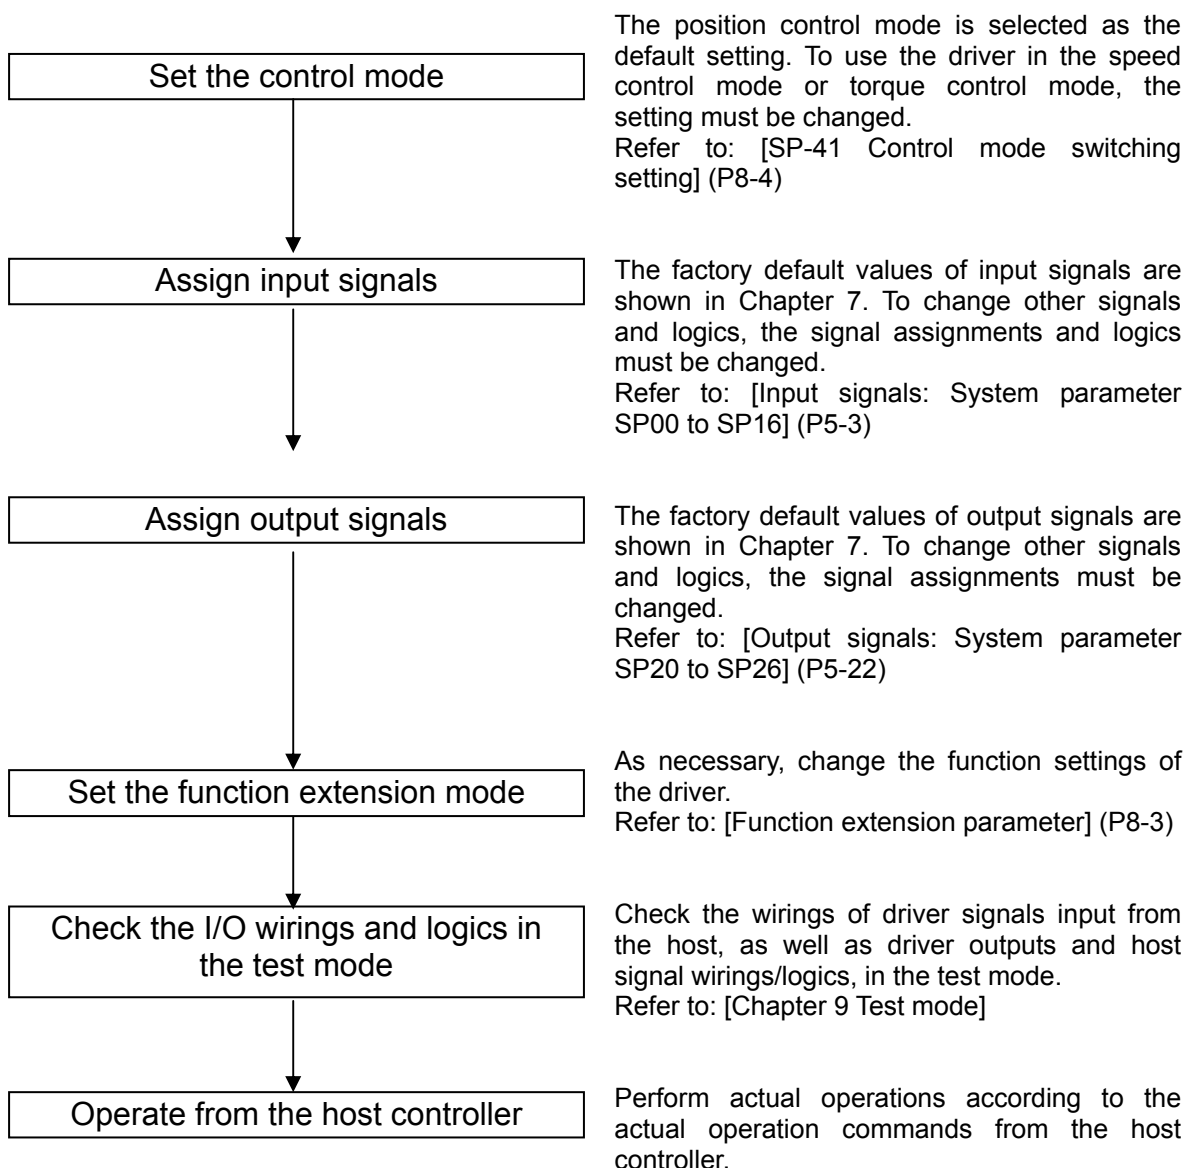 Set the control mode
The position control mode is selected as the
default setting. To use the driver in the speed
control mode or torque control mode, the
setting must be changed.
Refer to: [SP-41 Control mode switching
setting] (P8-4)
Assign input signals
The factory default values of input signals are
shown in Chapter 7. To change other signals
and logics, the signal assignments and logics
must be changed.
Refer to: [Input signals: System parameter
SP00 to SP16] (P5-3)
Assign output signals
The factory default values of output signals are
shown in Chapter 7. To change other signals
and logics, the signal assignments must be
changed.
Refer to: [Output signals: System parameter
SP20 to SP26] (P5-22)
Set the function extension mode
As necessary, change the function settings of
the driver.
Refer to: [Function extension parameter] (P8-3)
Check the I/O wirings and logics in
the test mode
Check the wirings of driver signals input from
the host, as well as driver outputs and host
signal wirings/logics, in the test mode.
Refer to: [Chapter 9 Test mode]
Operate from the host controller
Perform actual operations according to the
actual operation commands from the host
controller.